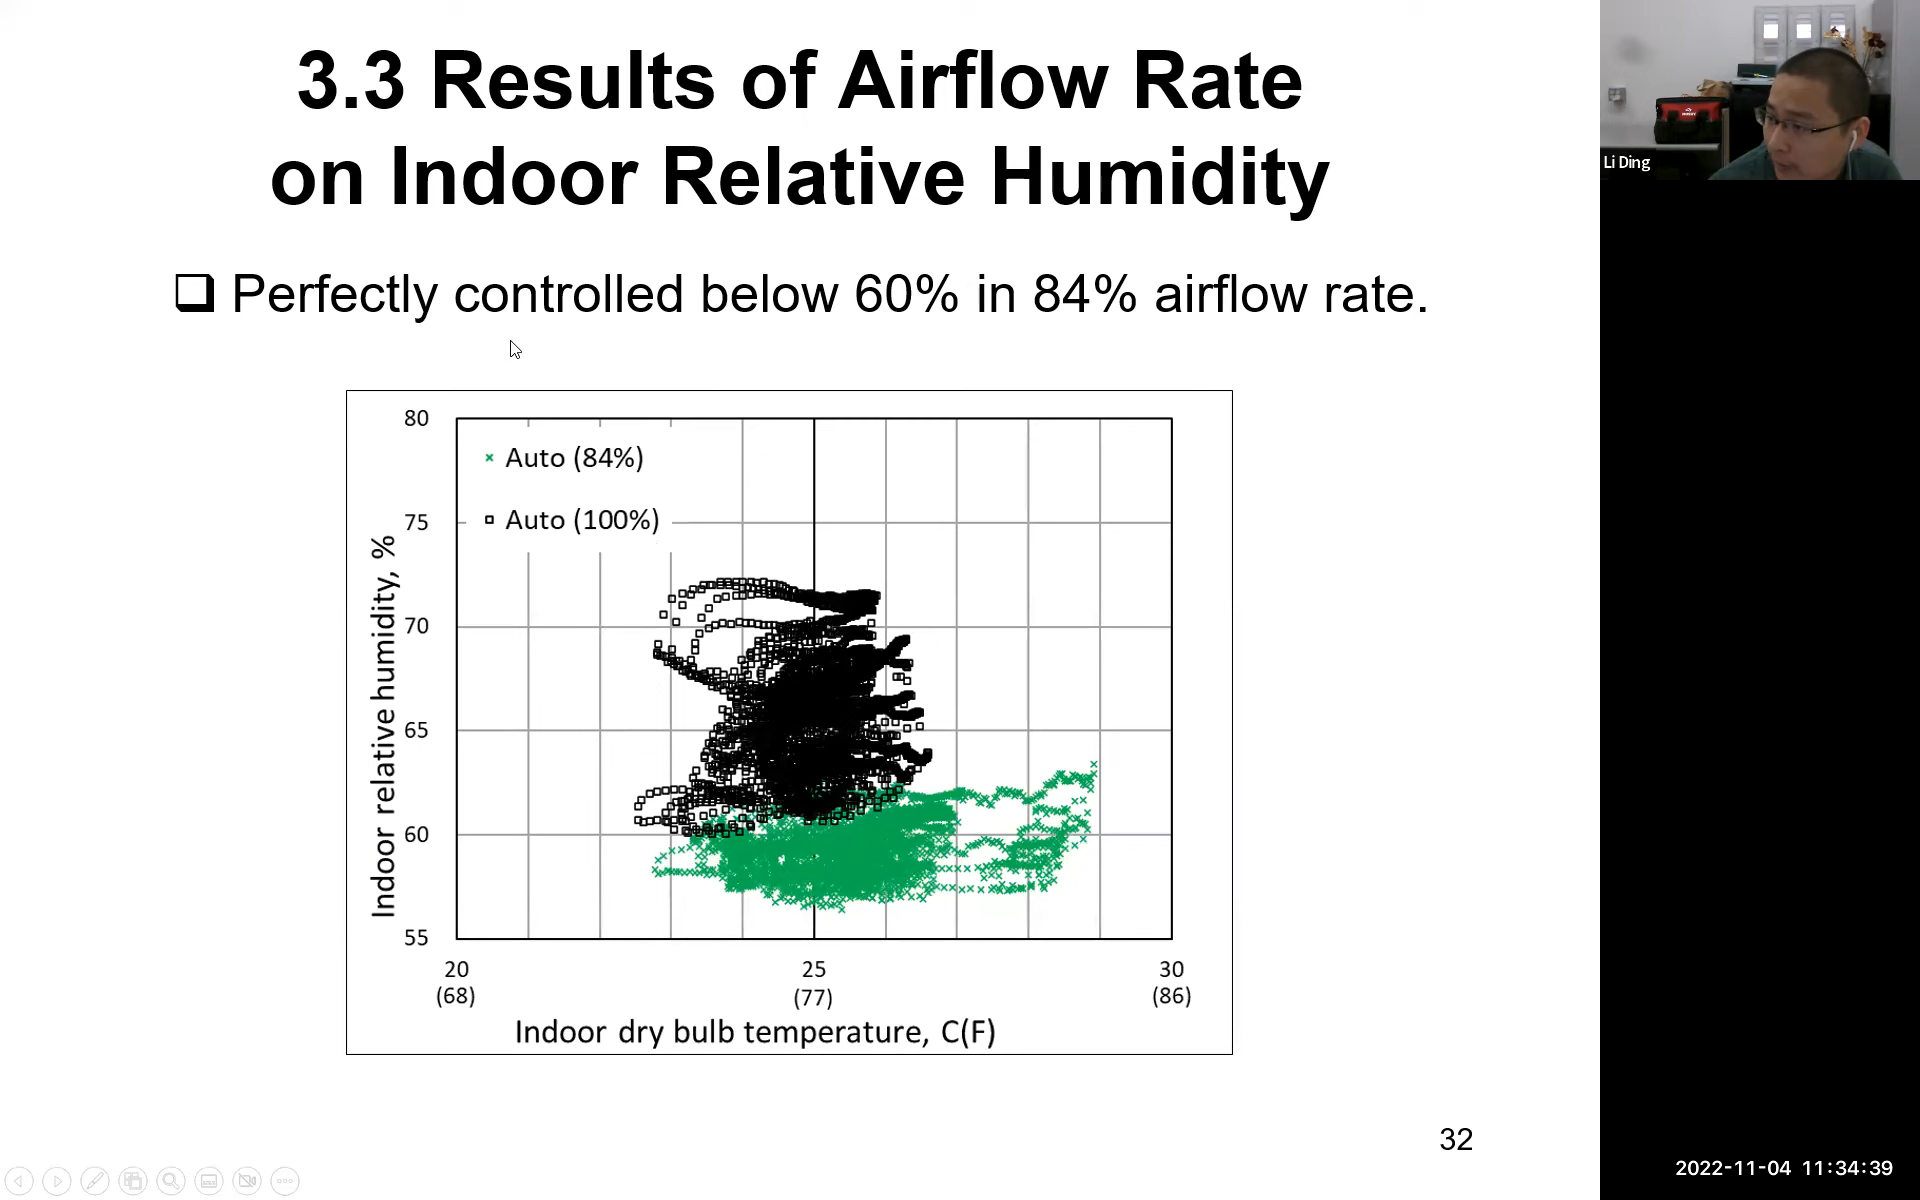 3.3 Results of Airflow Rate
on Indoor Relative Humidity
Perfectly controlled below 60% in 84% airflow rate.
80
75
70
65
60
55
Indoor relative humidity, %
Auto (84%)
Auto (100%)
20
(68)
25
(77)
30
(86)
Indoor dry bulb temperature, C(F)
32
Li Ding
2022-11-04 11:34:39